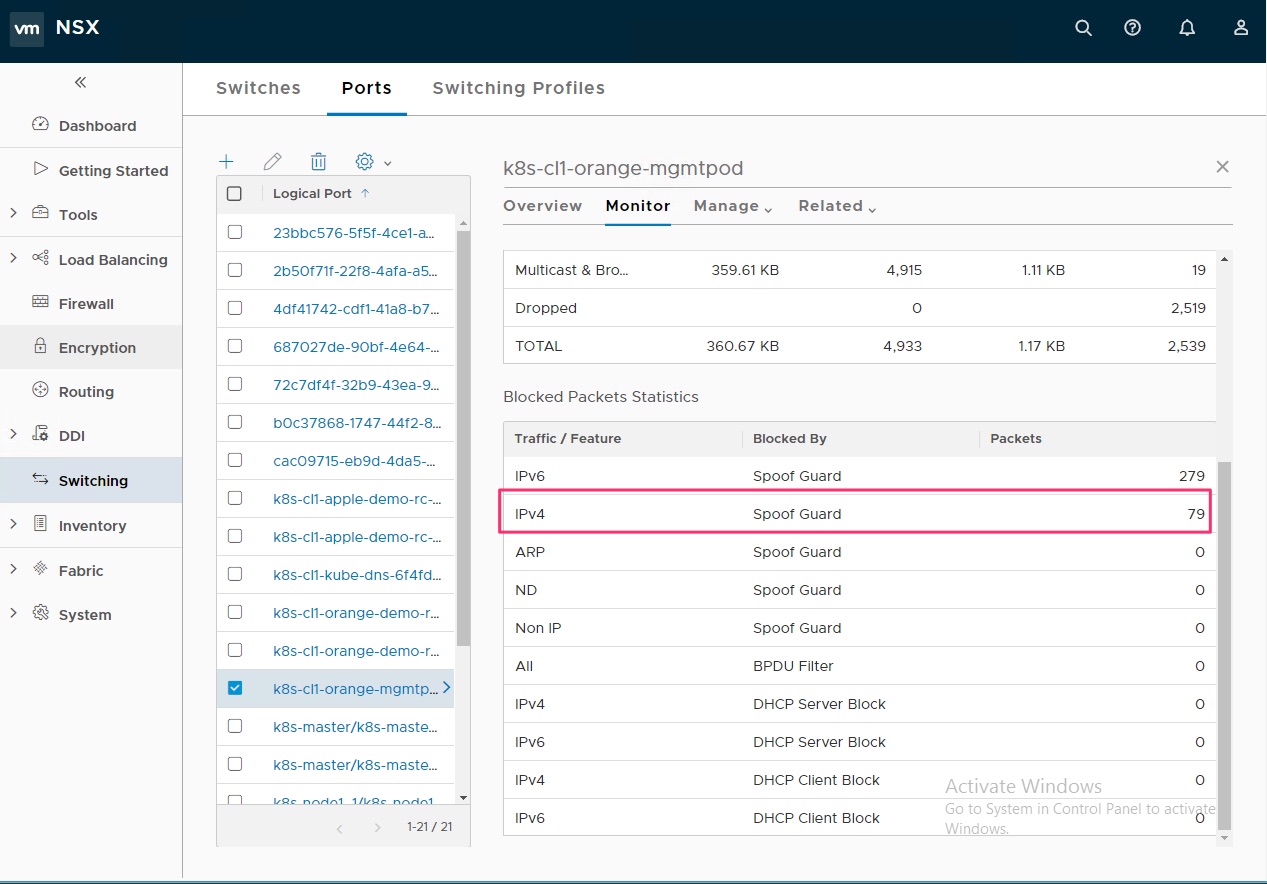 vm NSX
Switches Ports Switching Profiles
Dashboard
Getting Started
Tools
Load Balancing
Firewall
Encryption
Routing
DDI
Switching
Inventory
Fabric
System
Logical Port
23bbc576-5f5f-4ce1-a...
2b50f71f-22f8-4afa-a5...
4df41742-cdf1-41a8-b7...
687027de-90bf-4e64-...
72c7df4f-32b9-43ea-9...
b0c37868-1747-44f2-8...
cac09715-eb9d-4da5-...
k8s-cl1-apple-demo-rc-...
k8s-cl1-apple-demo-rc-...
k8s-cl1-kube-dns-6f4fd...
k8s-cl1-orange-demo-r...
k8s-cl1-orange-demo-r...
k8s-cl1-orange-mgmtp...
k8s-master/k8s-maste...
k8s-master/k8s-maste...
k8s-node1_1/k8s-node1
1-21 / 21
k8s-cl1-orange-mgmtpod
Overview Monitor Manage Related
Multicast & Bro... 359.61 KB 4,915 1.11 KB 19
Dropped 0 2,519
TOTAL 360.67 KB 4,933 1.17 KB 2,539
Blocked Packets Statistics
Traffic / Feature Blocked By Packets
IPv6 Spoof Guard 279
IPv4 Spoof Guard 79
ARP Spoof Guard 0
ND Spoof Guard 0
Non IP Spoof Guard 0
All BPDU Filter 0
IPv4 DHCP Server Block 0
IPv6 DHCP Server Block 0
IPv4 DHCP Client Block 0
IPv6 DHCP Client Block 0
Activate Windows
Go to System in Control Panel to activate
Windows.